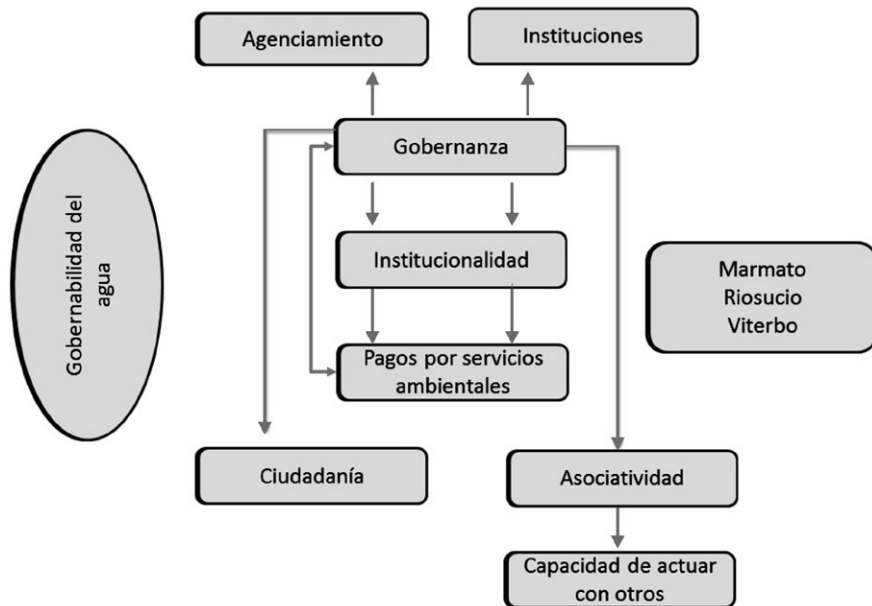 Agenciamiento
Instituciones
Gobernanza
Gobernabilidad del
agua
Institucionalidad
Marmato
Riosucio
Viterbo
Pagos por servicios
ambientales
Ciudadanía
Asociatividad
Capacidad de actuar
con otros